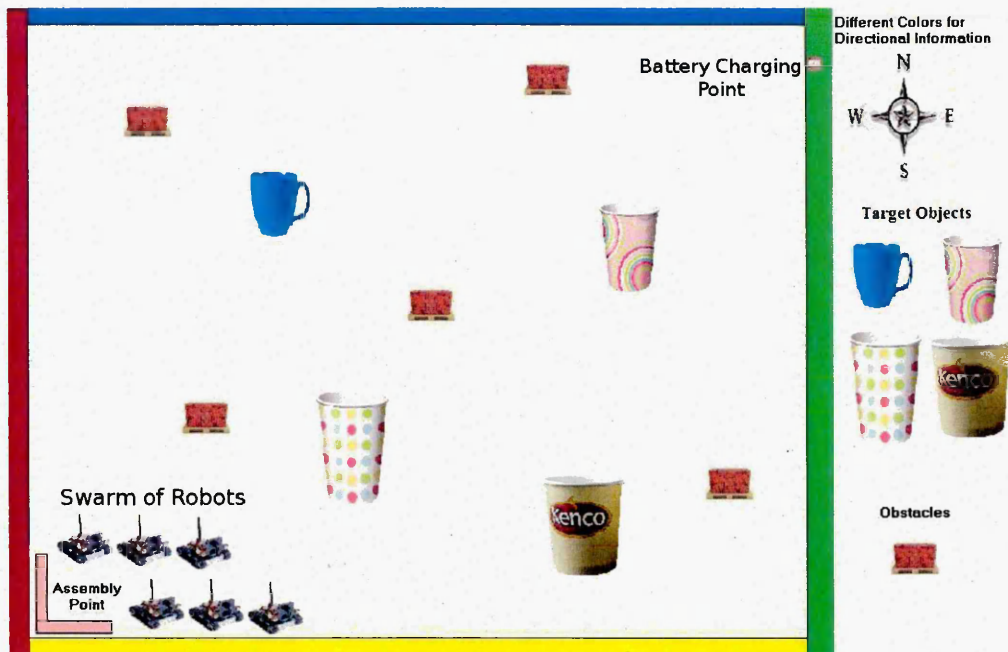 Different Colors for
Directional Information
N
W
E
S
Battery Charging
Point
Target Objects
Kenco
Kenco
Obstacles
Swarm of Robots
Assembly
Point